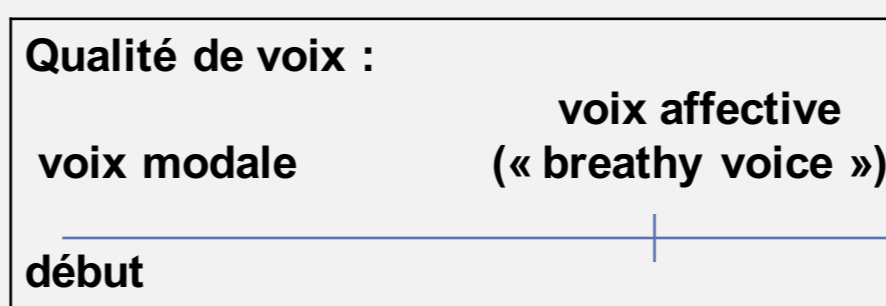 Qualité de voix :
voix affective
voix modale (« breathy voice »)
début